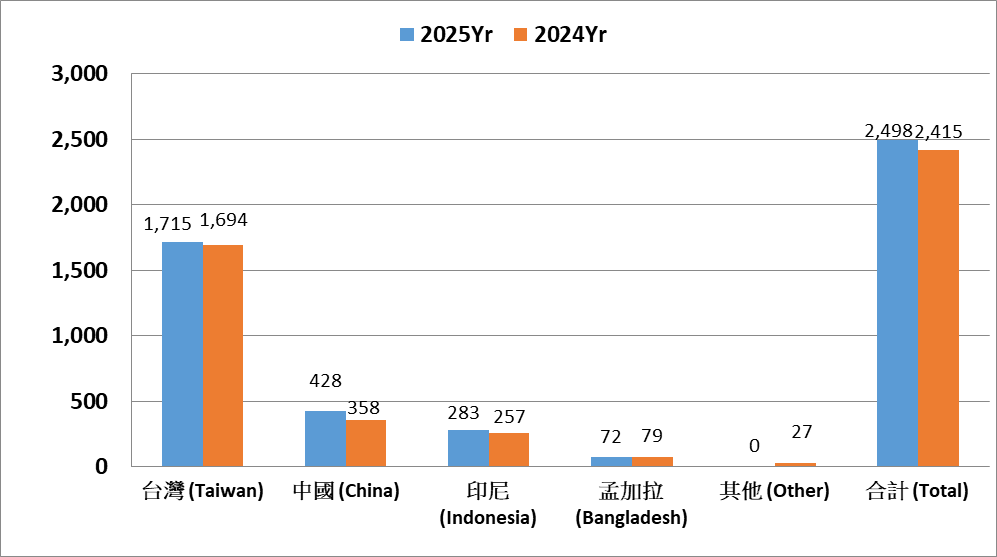 2025Yr 2024Yr
3,000
2,500
2,000
1,500
1,000
500
0
1,715 1,694
428 358
283 257
72 79
0 27
2,498 2,415
台灣 (Taiwan)
中國 (China)
印尼
(Indonesia)
孟加拉
(Bangladesh)
其他 (Other)
合計 (Total)